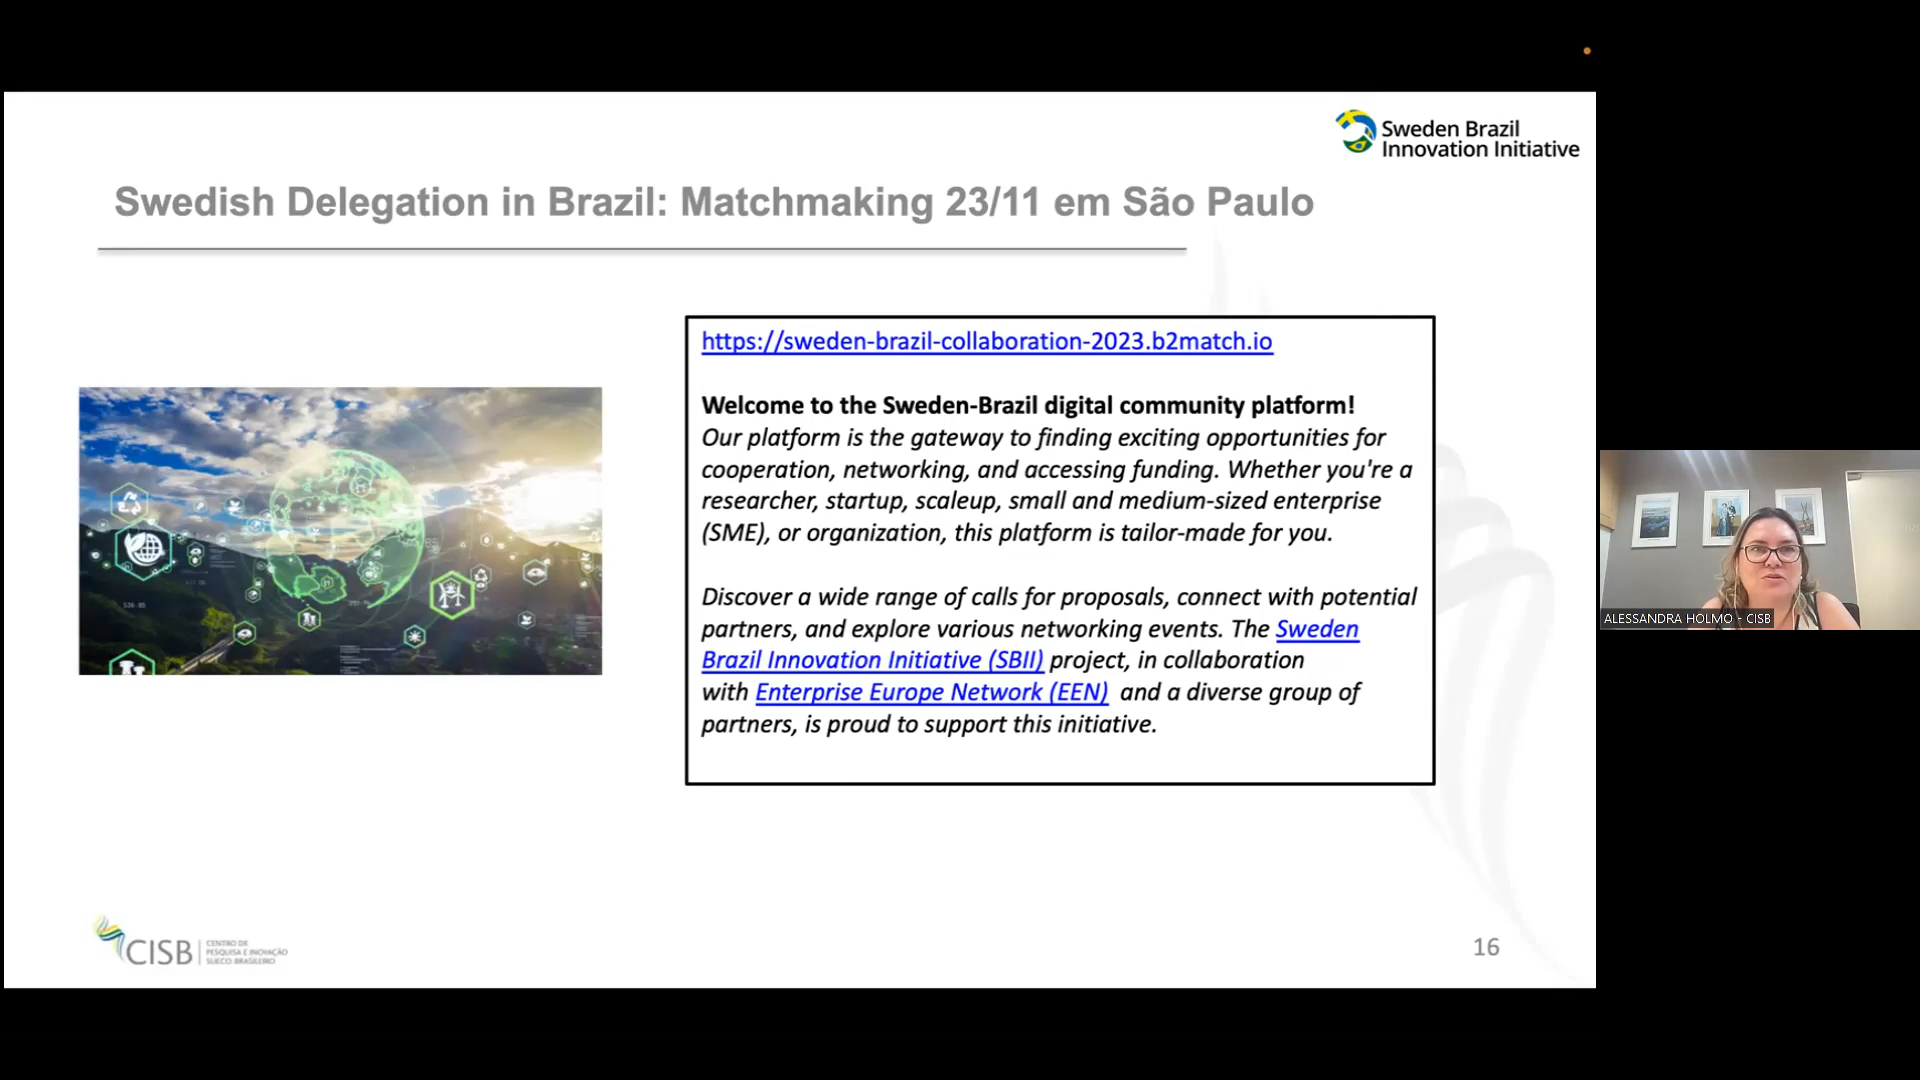 Sweden Brazil
Innovation Initiative
Swedish Delegation in Brazil: Matchmaking 23/11 em São Paulo
https://sweden-brazil-collaboration-2023.b2match.io
Welcome to the Sweden-Brazil digital community platform!
Our platform is the gateway to finding exciting opportunities for
cooperation, networking, and accessing funding. Whether you're a
researcher, startup, scaleup, small and medium-sized enterprise
(SME), or organization, this platform is tailor-made for you.
Discover a wide range of calls for proposals, connect with potential
partners, and explore various networking events. The Sweden
Brazil Innovation Initiative (SBII) project, in collaboration
with Enterprise Europe Network (EEN) and a diverse group of
partners, is proud to support this initiative.
ALESSANDRA HOLMO - CISB
CISB
CENTRO DE
PESQUISA E INOVAÇÃO
SUECO-BRASILEIRO
16